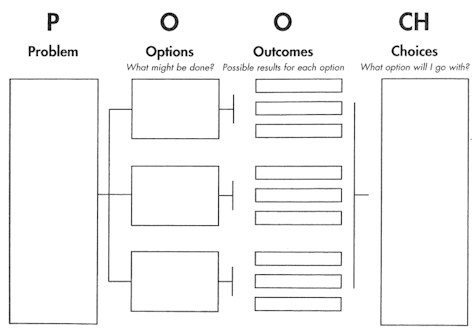 P O O CH
Problem Options Outcomes Choices
What might be done? Possible results for each option What option will I go with?